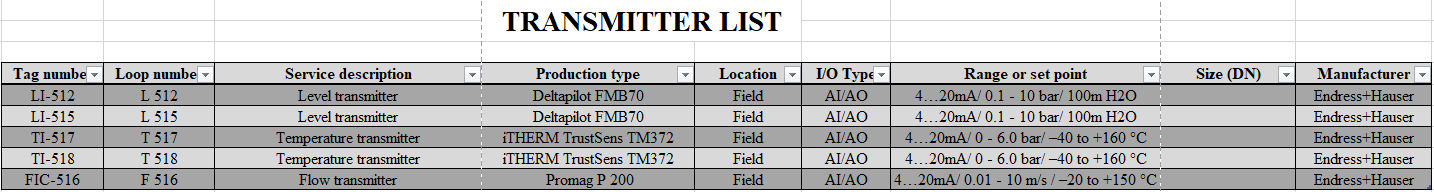 TRANSMITTER LIST
Tag numbe Loop numbe Service description Production type Location I/O Type Range or set point Size (DN) Manufacturer
LI-512 L 512 Level transmitter Deltapilot FMB70 Field AI/AO 4…20mA/ 0.1 - 10 bar/ 100m H2O Endress+Hauser
LI-515 L 515 Level transmitter Deltapilot FMB70 Field AI/AO 4…20mA/ 0.1 - 10 bar/ 100m H2O Endress+Hauser
TI-517 T 517 Temperature transmitter iTHERM TrustSens TM372 Field AI/AO 4…20mA/ 0 - 6.0 bar/ –40 to +160 °C Endress+Hauser
TI-518 T 518 Temperature transmitter iTHERM TrustSens TM372 Field AI/AO 4…20mA/ 0 - 6.0 bar/ –40 to +160 °C Endress+Hauser
FIC-516 F 516 Flow transmitter Promag P 200 Field AI/AO 4…20mA/ 0.01 - 10 m/s / –20 to +150 °C Endress+Hauser